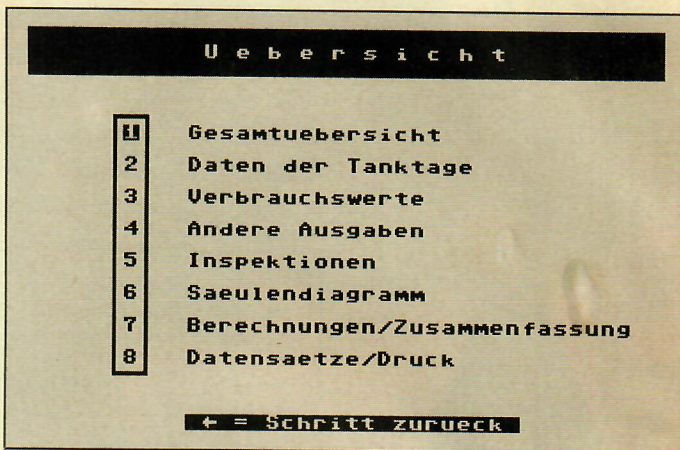 U e b e r s i c h t
1 Gesamtuebersicht
2 Daten der Tanktage
3 Verbrauchswerte
4 Andere Ausgaben
5 Inspektionen
6 Saeulendiagramm
7 Berechnungen/Zusammenfassung
8 Datensaetze/Druck
← = Schritt zurueck